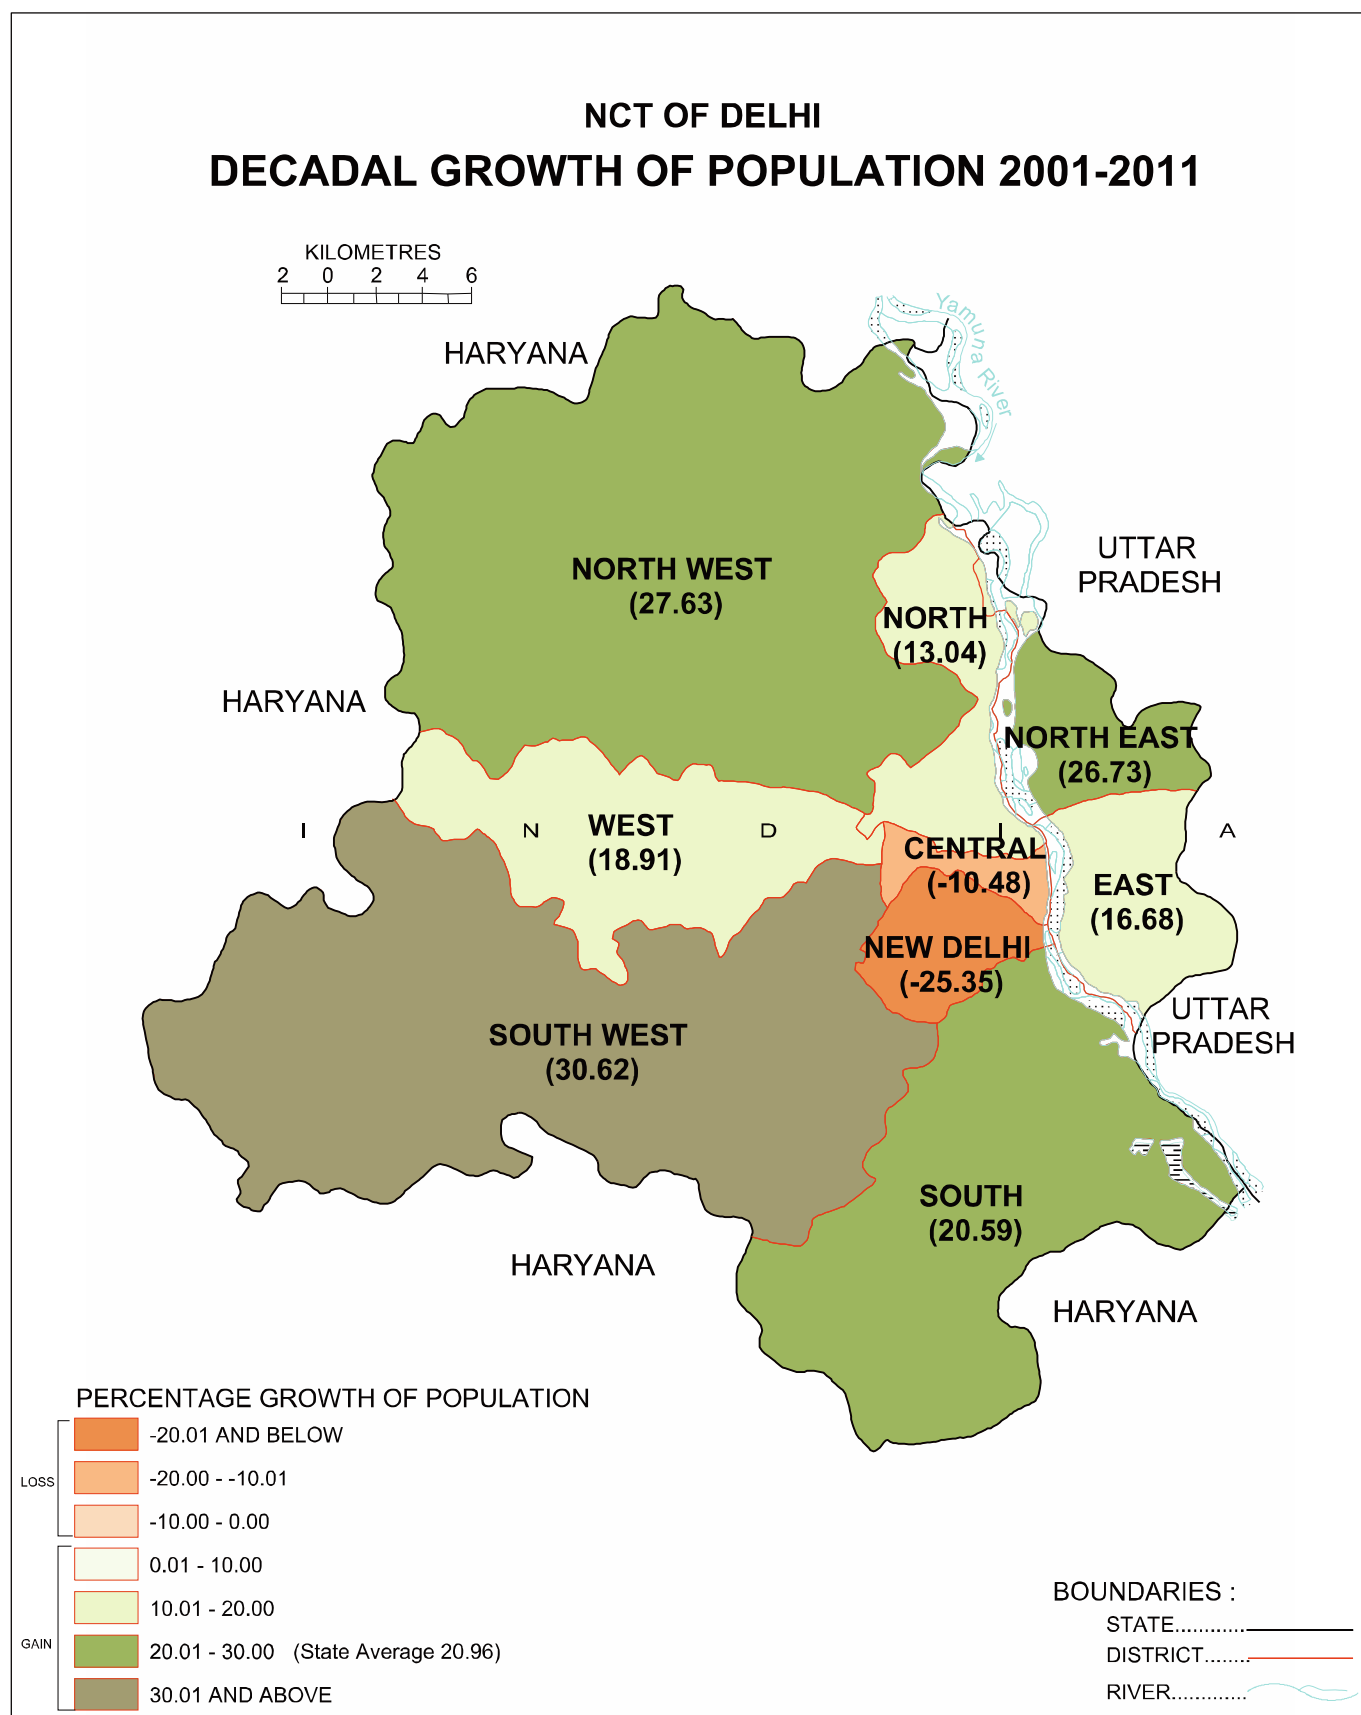 NCT OF DELHI
DECADAL GROWTH OF POPULATION 2001-2011
KILOMETRES
2 0 2 4 6
Yamuna River
HARYANA
UTTAR
PRADESH
NORTH WEST
(27.63)
NORTH
(13.04)
HARYANA
NORTH EAST
(26.73)
I N D I A
WEST
(18.91)
CENTRAL
(-10.48)
EAST
(16.68)
NEW DELHI
(-25.35)
UTTAR
PRADESH
SOUTH WEST
(30.62)
SOUTH
(20.59)
HARYANA
HARYANA
PERCENTAGE GROWTH OF POPULATION
LOSS
-20.01 AND BELOW
-20.00 - -10.01
-10.00 - 0.00
GAIN
0.01 - 10.00
10.01 - 20.00
20.01 - 30.00 (State Average 20.96)
30.01 AND ABOVE
BOUNDARIES :
STATE............
DISTRICT........
RIVER.............